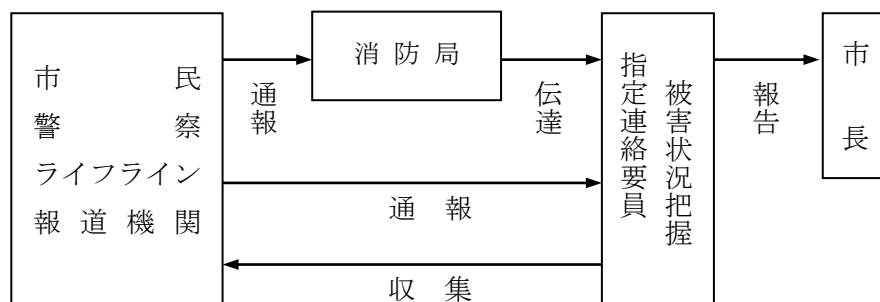 市民
警察
ライフライン
報道機関
通報
消防局
伝達
通報
収集
被害状況把握
指定連絡要員
報告
市長